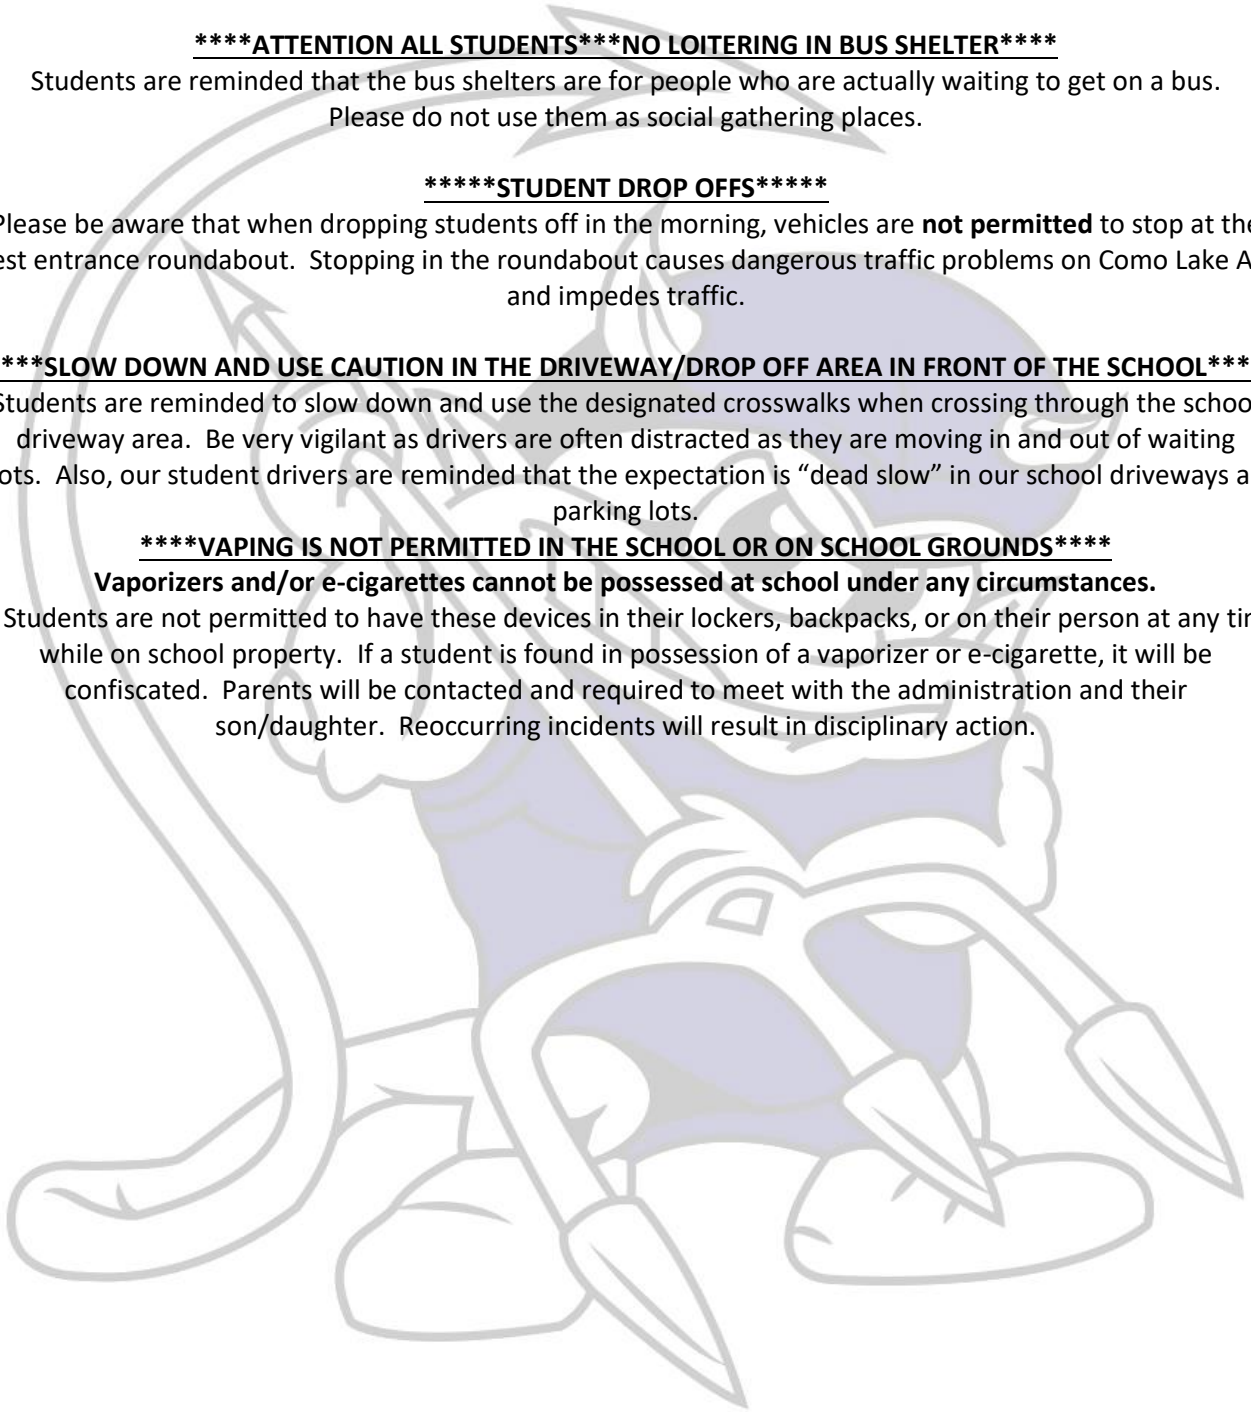 ****ATTENTION ALL STUDENTS***NO LOITERING IN BUS SHELTER****
Students are reminded that the bus shelters are for people who are actually waiting to get on a bus.
Please do not use them as social gathering places.
*****STUDENT DROP OFFS*****
Please be aware that when dropping students off in the morning, vehicles are not permitted to stop at the
est entrance roundabout. Stopping in the roundabout causes dangerous traffic problems on Como Lake A
and impedes traffic.
***SLOW DOWN AND USE CAUTION IN THE DRIVEWAY/DROP OFF AREA IN FRONT OF THE SCHOOL***
Students are reminded to slow down and use the designated crosswalks when crossing through the schoo
driveway area. Be very vigilant as drivers are often distracted as they are moving in and out of waiting
ots. Also, our student drivers are reminded that the expectation is “dead slow” in our school driveways a
parking lots.
****VAPING IS NOT PERMITTED IN THE SCHOOL OR ON SCHOOL GROUNDS****
Vaporizers and/or e-cigarettes cannot be possessed at school under any circumstances.
Students are not permitted to have these devices in their lockers, backpacks, or on their person at any ti
while on school property. If a student is found in possession of a vaporizer or e-cigarette, it will be
confiscated. Parents will be contacted and required to meet with the administration and their
son/daughter. Reoccurring incidents will result in disciplinary action.